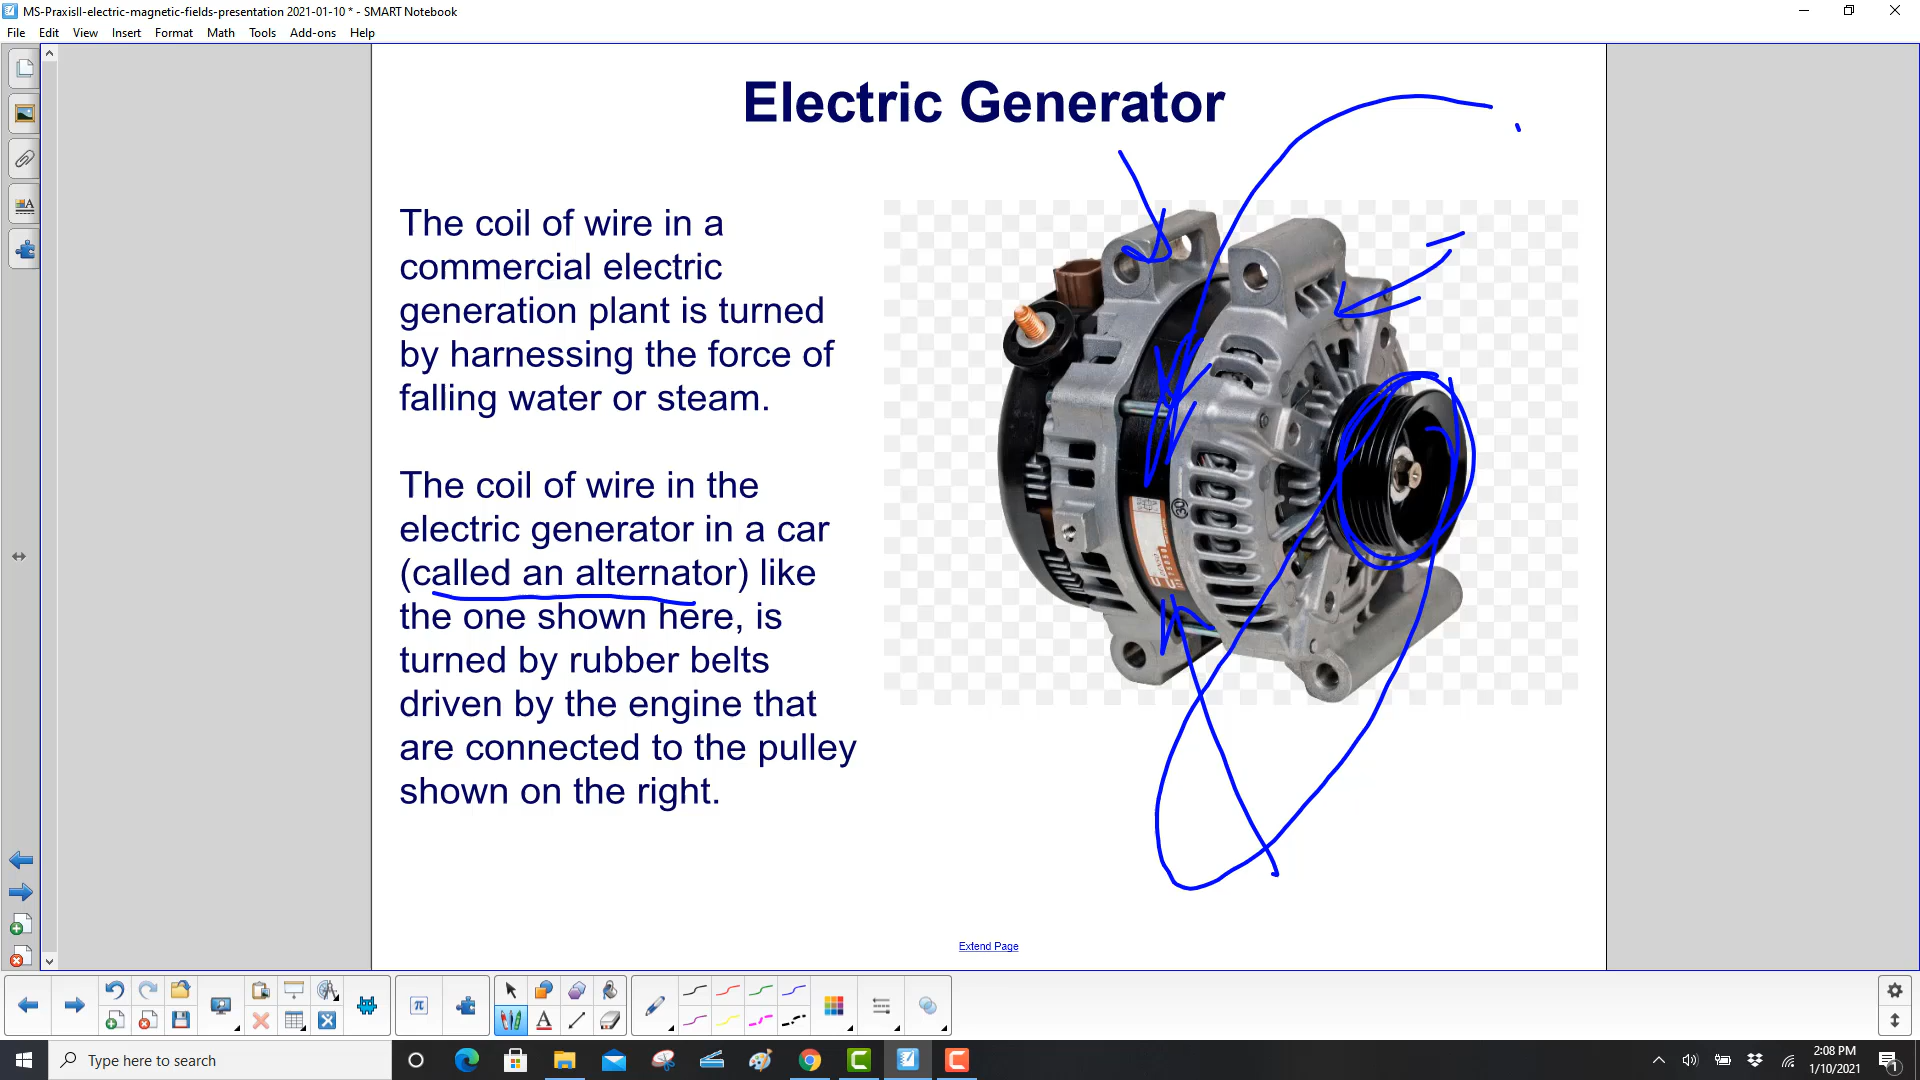 MS-PraxisII-electric-magnetic-fields-presentation 2021-01-10 * - SMART Notebook
File Edit View Insert Format Math Tools Add-ons Help
Electric Generator
The coil of wire in a
commercial electric
generation plant is turned
by harnessing the force of
falling water or steam.
The coil of wire in the
electric generator in a car
(called an alternator) like
the one shown here, is
turned by rubber belts
driven by the engine that
are connected to the pulley
shown on the right.
30
Extend Page
π
A
Type here to search
2:08 PM
1/10/2021
1